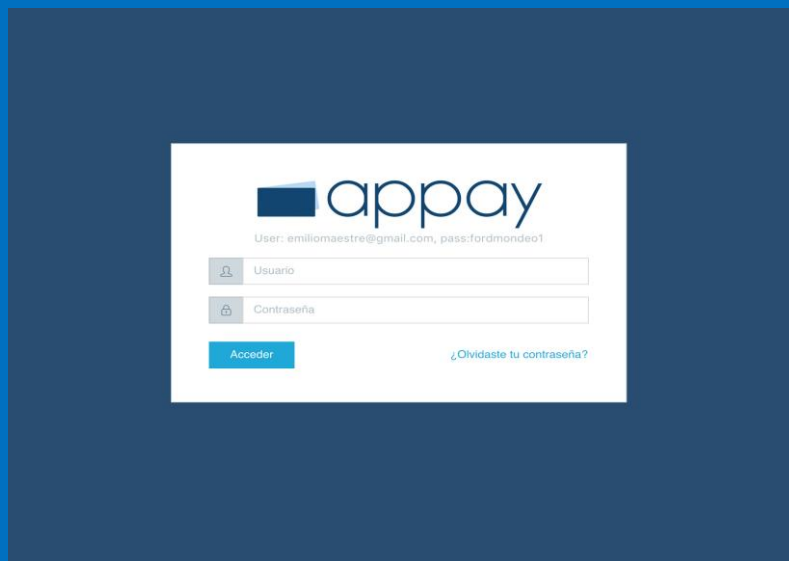 appay
User: emiliomaestre@gmail.com, pass:fordmondeo1
Usuario
Contraseña
Acceder
¿Olvidaste tu contraseña?